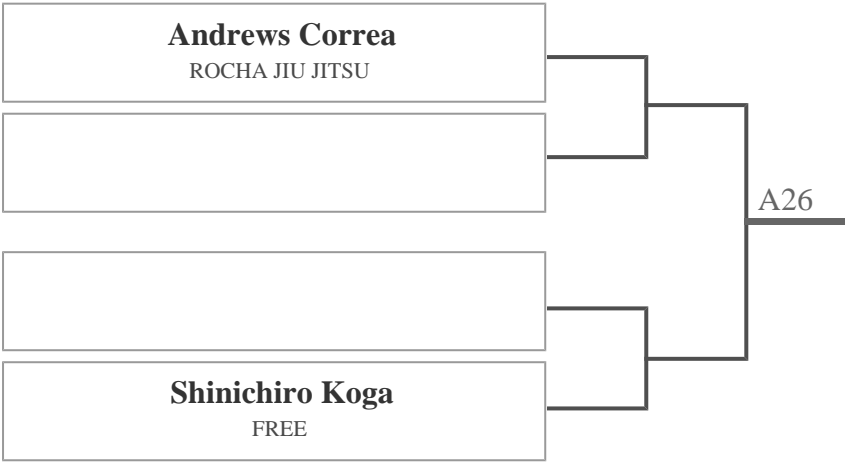 Andrews Correa
ROCHA JIU JITSU
A26
Shinichiro Koga
FREE